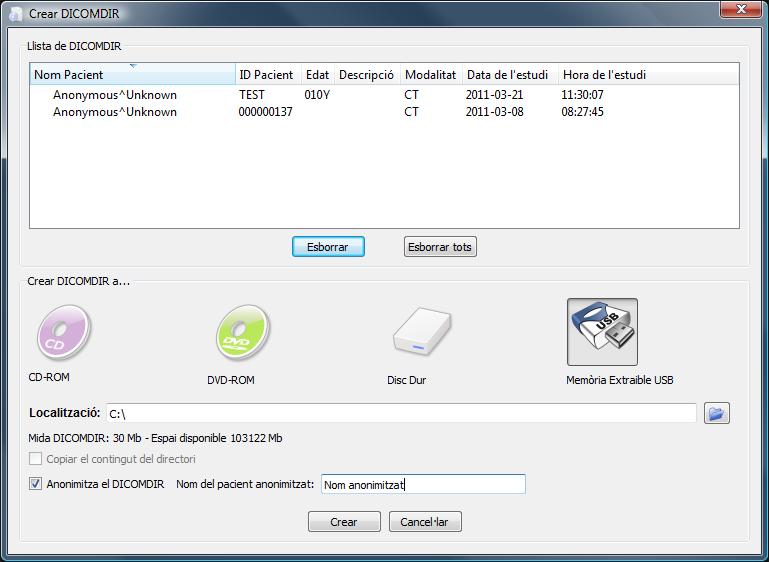 Crear DICOMDIR
Llista de DICOMDIR
Nom Pacient ID Pacient Edat Descripció Modalitat Data de l'estudi Hora de l'estudi
Anonymous^Unknown TEST 010Y CT 2011-03-21 11:30:07
Anonymous^Unknown 000000137 CT 2011-03-08 08:27:45
Esborrar Esborrar tots
Crear DICOMDIR a...
CD DVD USB
CD-ROM DVD-ROM Disc Dur Memòria Extraible USB
Localització: C:\
Mida DICOMDIR: 30 Mb - Espai disponible 103122 Mb
Copiar el contingut del directori
Anonimitza el DICOMDIR Nom del pacient anonimitzat: Nom anonimitzat
Crear Cancel·lar